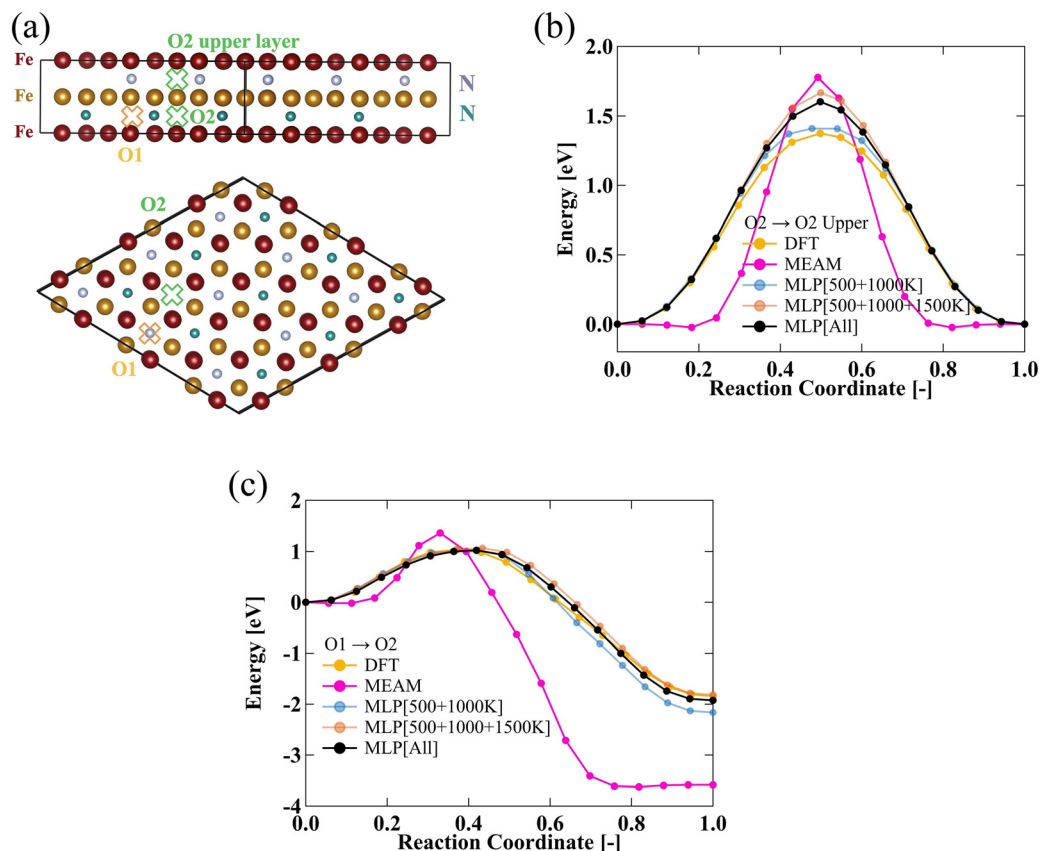 (a)
O2 upper layer
Fe
N
Fe
O2
N
Fe
O1
O2
O1
(b)
2.0
1.5
1.0
0.5
0.0
Energy [eV]
O2 → O2 Upper
DFT
MEAM
MLP[500+1000K]
MLP[500+1000+1500K]
MLP[All]
0.0 0.2 0.4 0.6 0.8 1.0
Reaction Coordinate [-]
(c)
2
1
0
-1
-2
-3
-4
Energy [eV]
O1 → O2
DFT
MEAM
MLP[500+1000K]
MLP[500+1000+1500K]
MLP[All]
0.0 0.2 0.4 0.6 0.8 1.0
Reaction Coordinate [-]